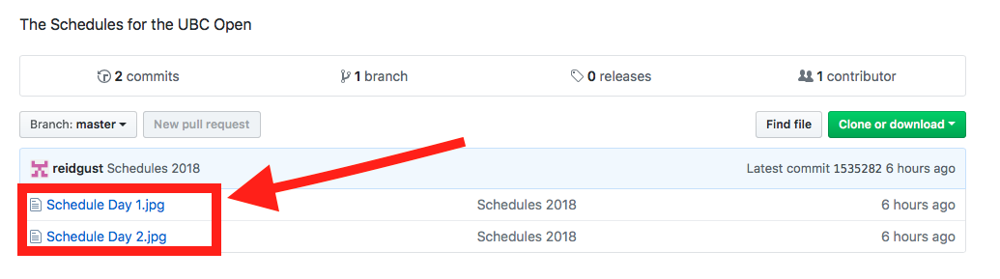 The Schedules for the UBC Open
2 commits 1 branch 0 releases 1 contributor
Branch: master New pull request Find file Clone or download
reidgust Schedules 2018 Latest commit 1535282 6 hours ago
Schedule Day 1.jpg Schedules 2018 6 hours ago
Schedule Day 2.jpg Schedules 2018 6 hours ago